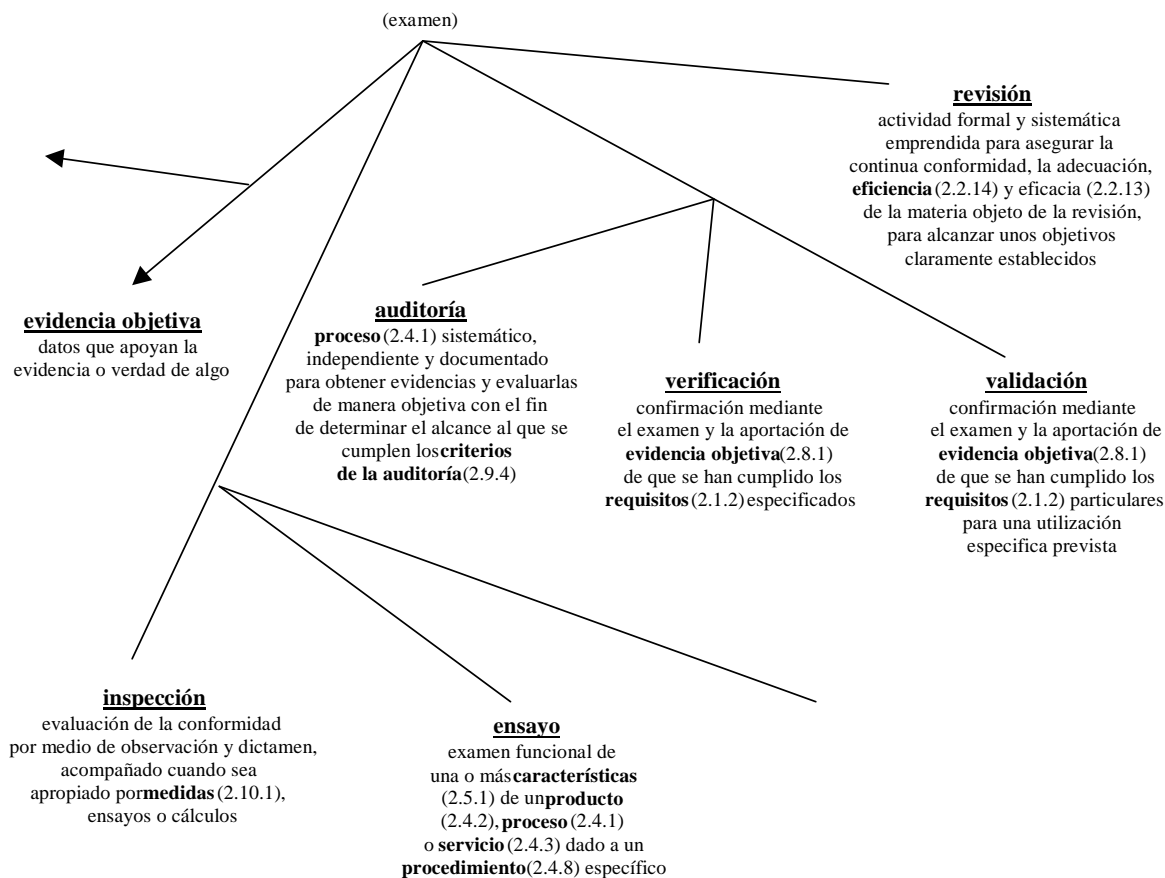 (examen)
revisión
actividad formal y sistemática
emprendida para asegurar la
continua conformidad, la adecuación,
eficiencia (2.2.14) y eficacia (2.2.13)
de la materia objeto de la revisión,
para alcanzar unos objetivos
claramente establecidos
evidencia objetiva
datos que apoyan la
evidencia o verdad de algo
auditoría
proceso (2.4.1) sistemático,
independiente y documentado
para obtener evidencias y evaluarlas
de manera objetiva con el fin
de determinar el alcance al que se
cumplen los criterios
de la auditoría (2.9.4)
verificación
confirmación mediante
el examen y la aportación de
evidencia objetiva (2.8.1)
de que se han cumplido los
requisitos (2.1.2) especificados
validación
confirmación mediante
el examen y la aportación de
evidencia objetiva (2.8.1)
de que se han cumplido los
requisitos (2.1.2) particulares
para una utilización
especifica prevista
inspección
evaluación de la conformidad
por medio de observación y dictamen,
acompañado cuando sea
apropiado por medidas (2.10.1),
ensayos o cálculos
ensayo
examen funcional de
una o más características
(2.5.1) de un producto
(2.4.2), proceso (2.4.1)
o servicio (2.4.3) dado a un
procedimiento (2.4.8) específico